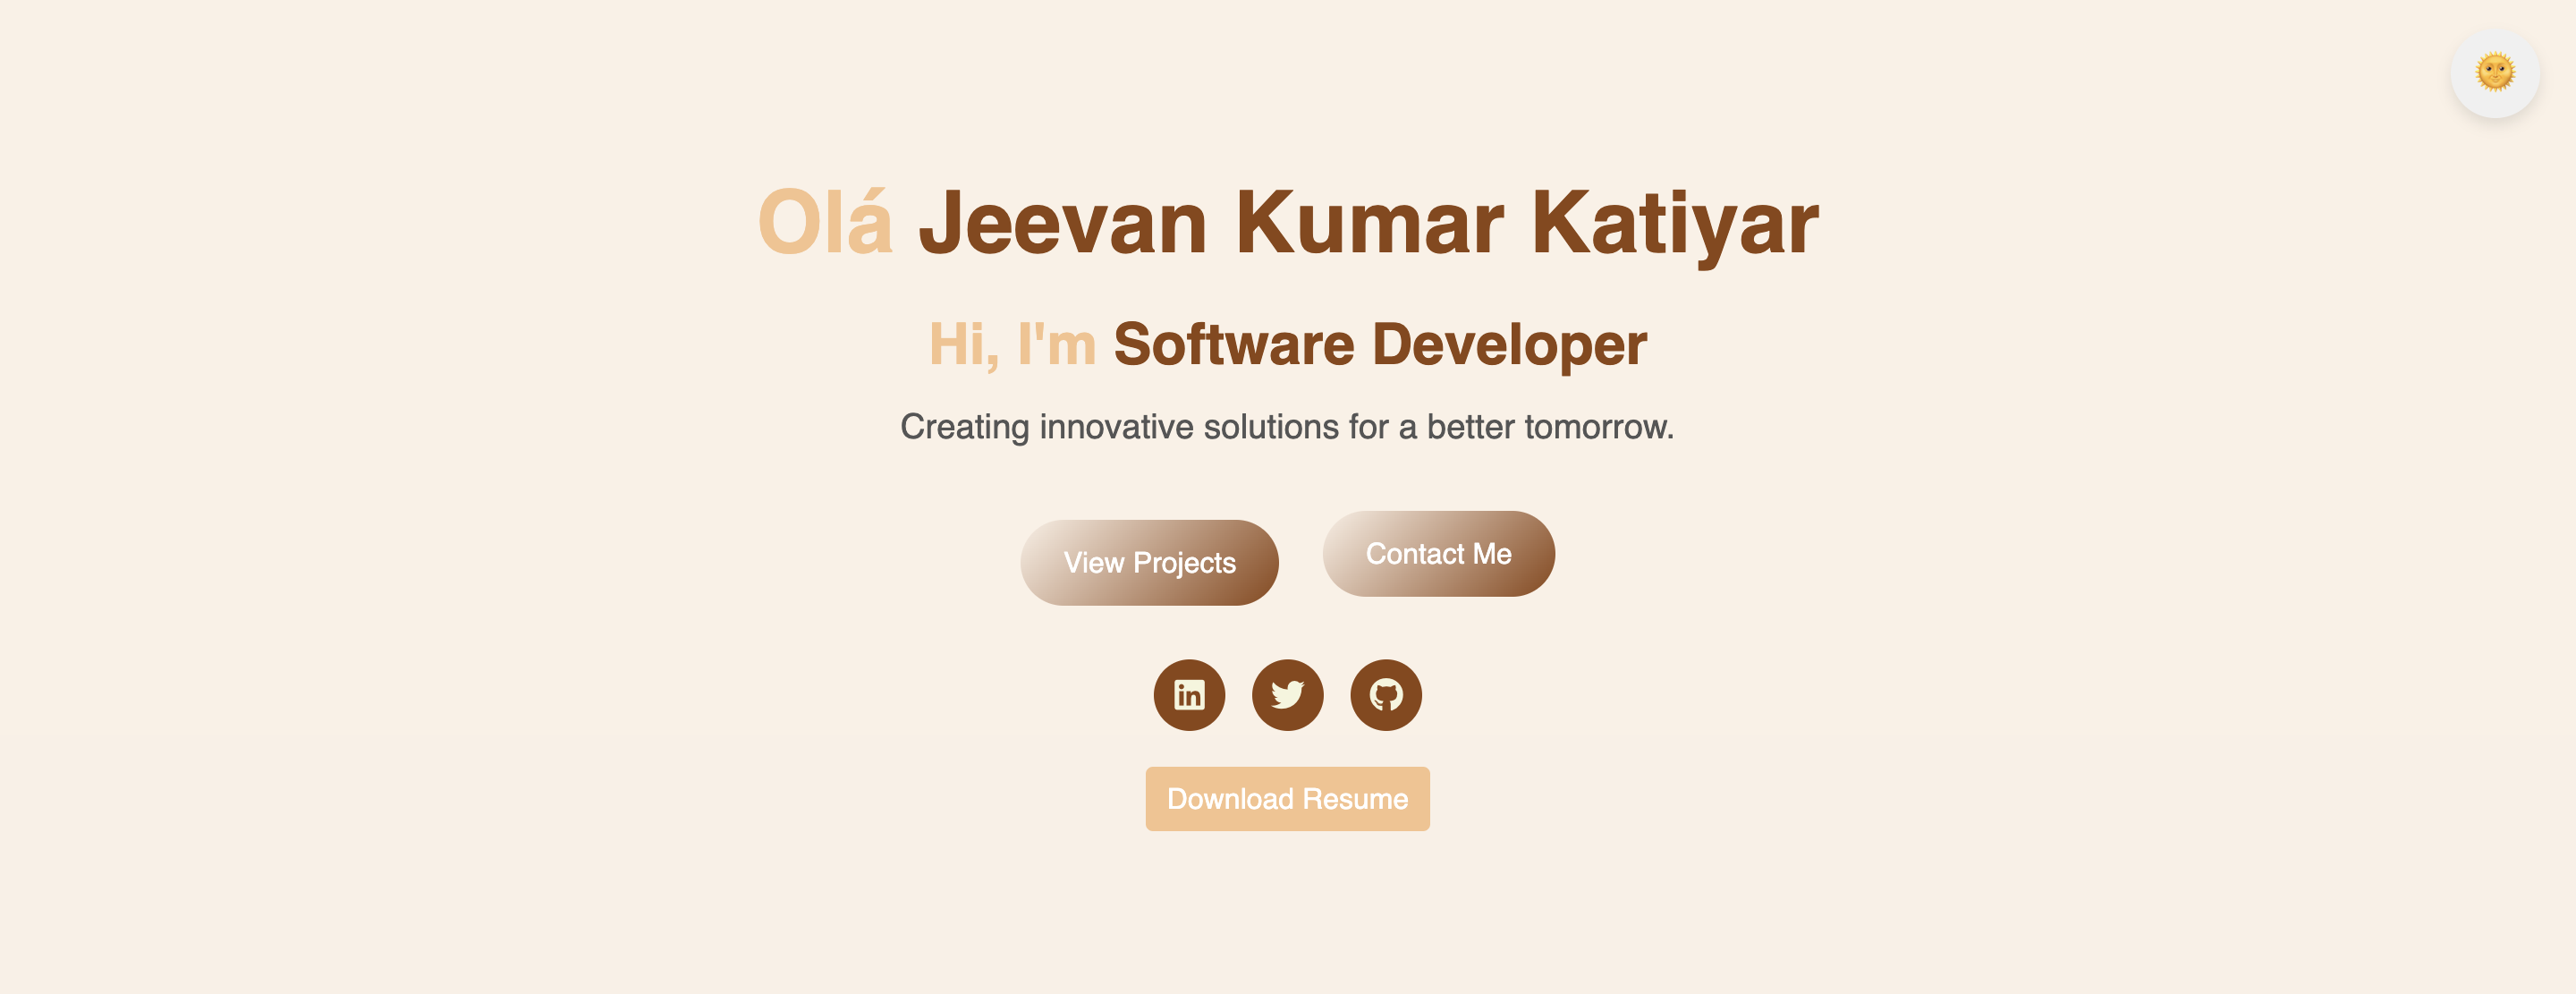 Olá Jeevan Kumar Katiyar
Hi, I'm Software Developer
Creating innovative solutions for a better tomorrow.
View Projects
Contact Me
Download Resume